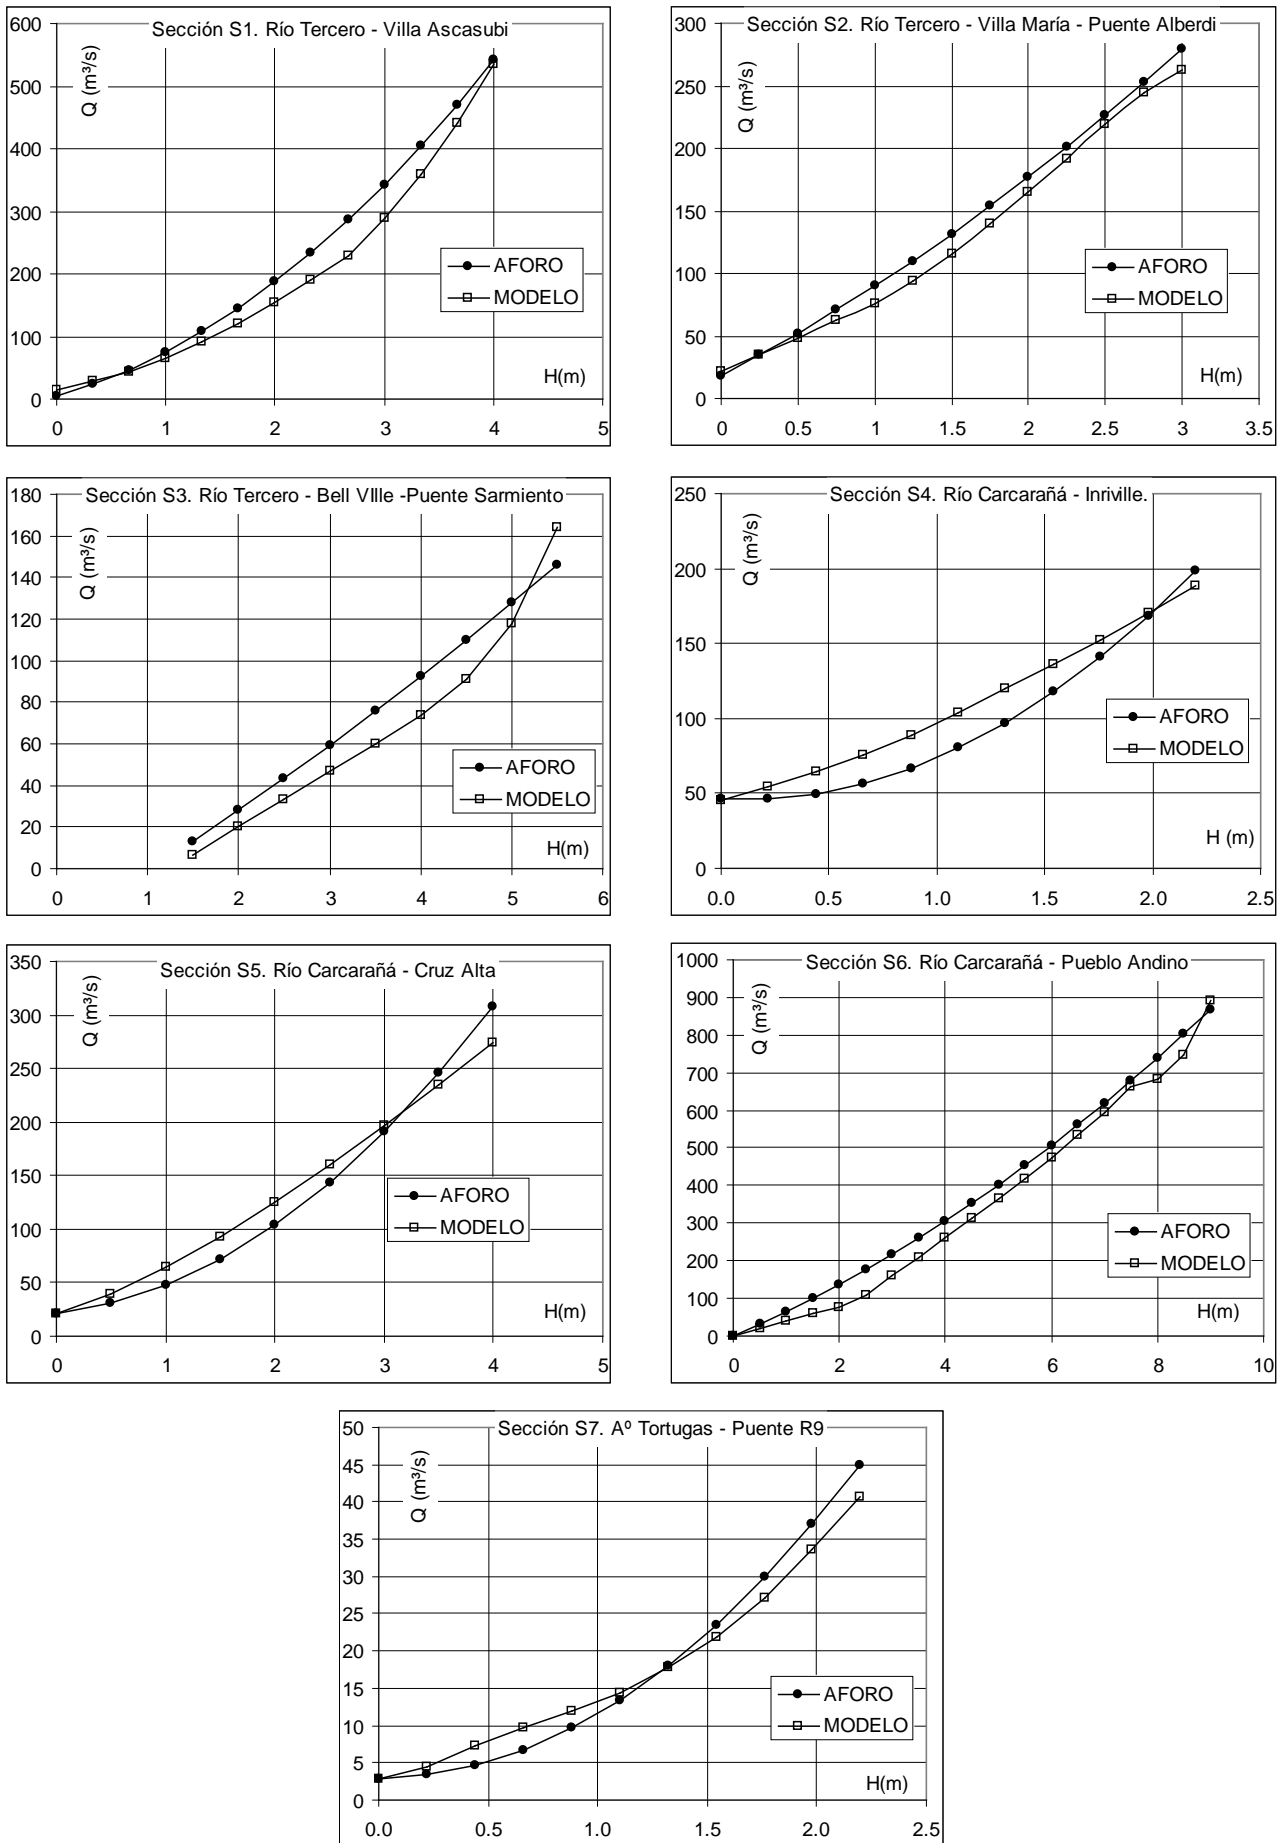 Sección S1. Río Tercero - Villa Ascasubi
Q (m³/s)
600
500
400
300
200
100
0
AFORO
MODELO
H(m)
0 1 2 3 4 5
Sección S2. Río Tercero - Villa María - Puente Alberdi
Q (m³/s)
300
250
200
150
100
50
0
AFORO
MODELO
H(m)
0 0.5 1 1.5 2 2.5 3 3.5
Sección S3. Río Tercero - Bell VIlle -Puente Sarmiento
Q (m³/s)
180
160
140
120
100
80
60
40
20
0
AFORO
MODELO
H(m)
0 1 2 3 4 5 6
Sección S4. Río Carcarañá - Inriville.
Q (m³/s)
250
200
150
100
50
0
AFORO
MODELO
H (m)
0.0 0.5 1.0 1.5 2.0 2.5
Sección S5. Río Carcarañá - Cruz Alta
Q (m³/s)
350
300
250
200
150
100
50
0
AFORO
MODELO
H(m)
0 1 2 3 4 5
Sección S6. Río Carcarañá - Pueblo Andino
Q (m³/s)
1000
900
800
700
600
500
400
300
200
100
0
AFORO
MODELO
H(m)
0 2 4 6 8 10
Sección S7. Aº Tortugas - Puente R9
Q (m³/s)
50
45
40
35
30
25
20
15
10
5
0
AFORO
MODELO
H(m)
0.0 0.5 1.0 1.5 2.0 2.5